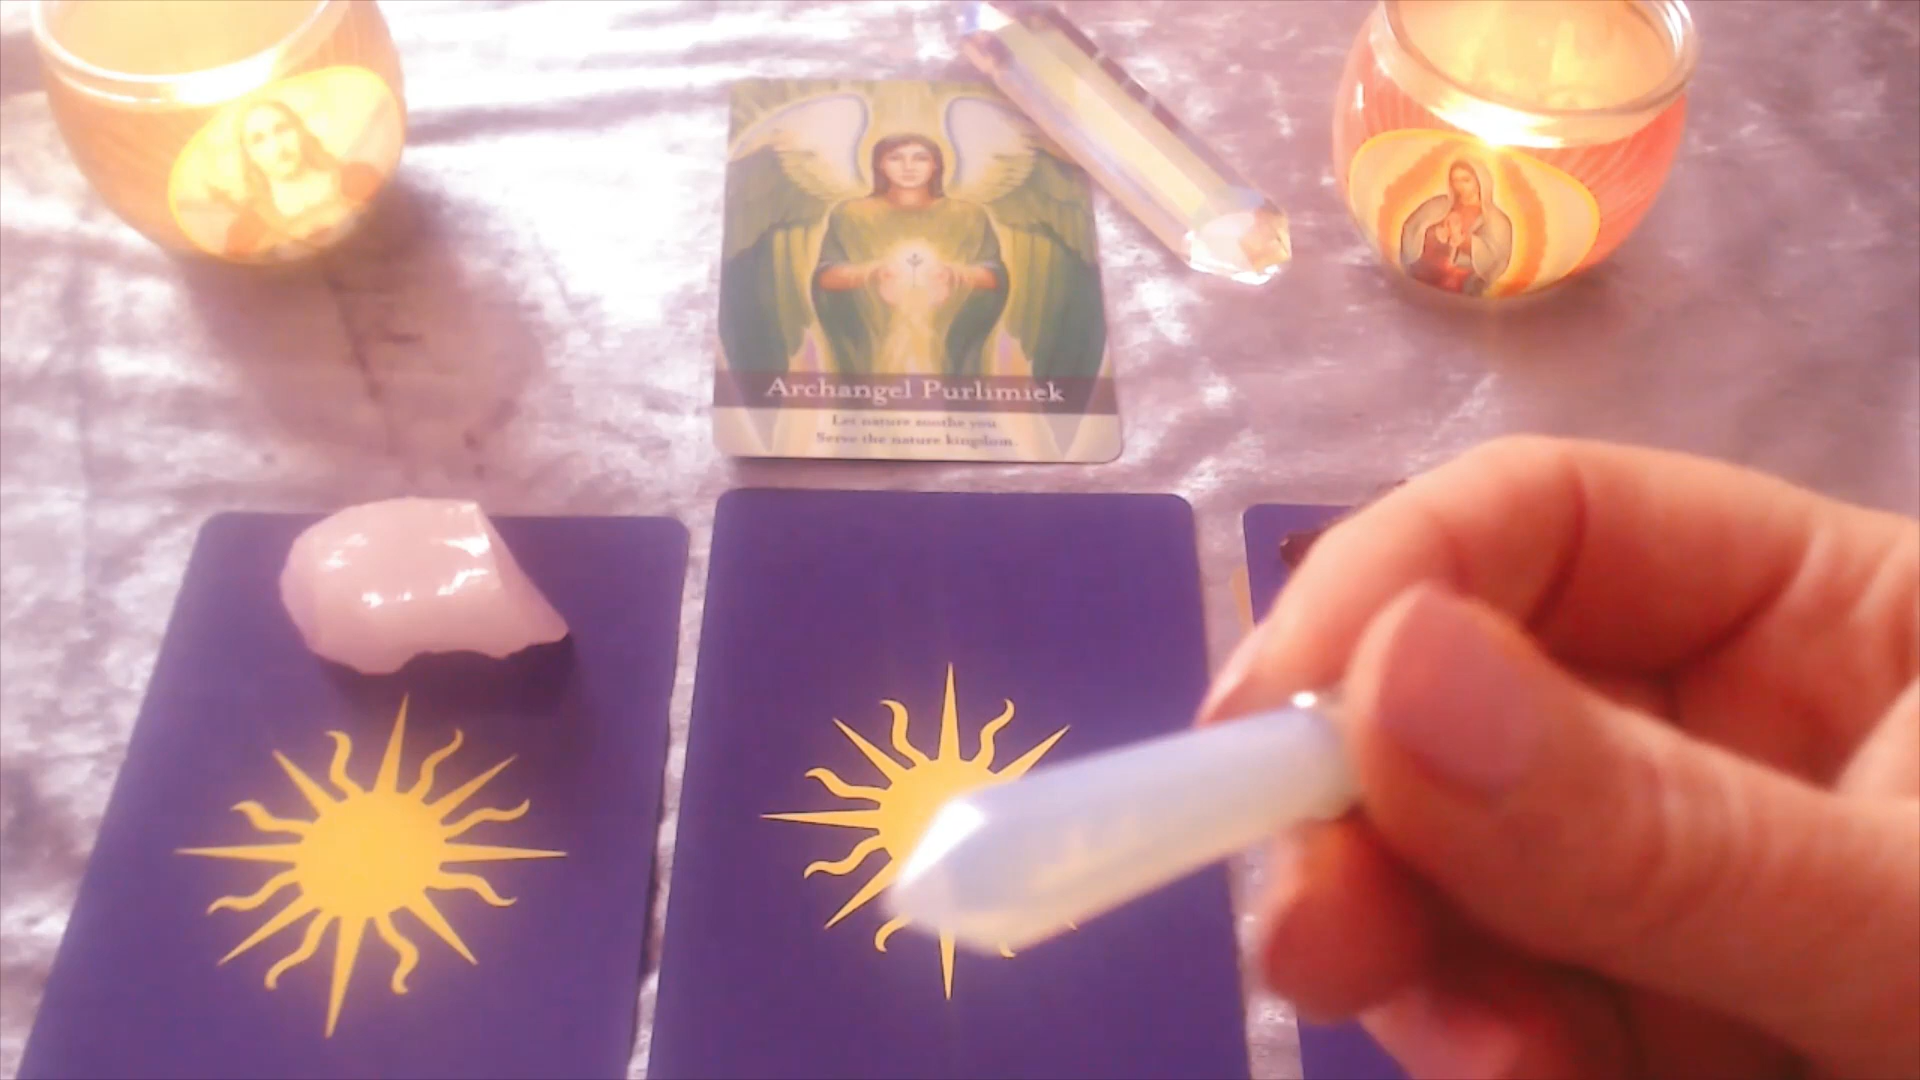 Archangel Purlimiek
Let nature soothe you
Serve the nature kingdom.